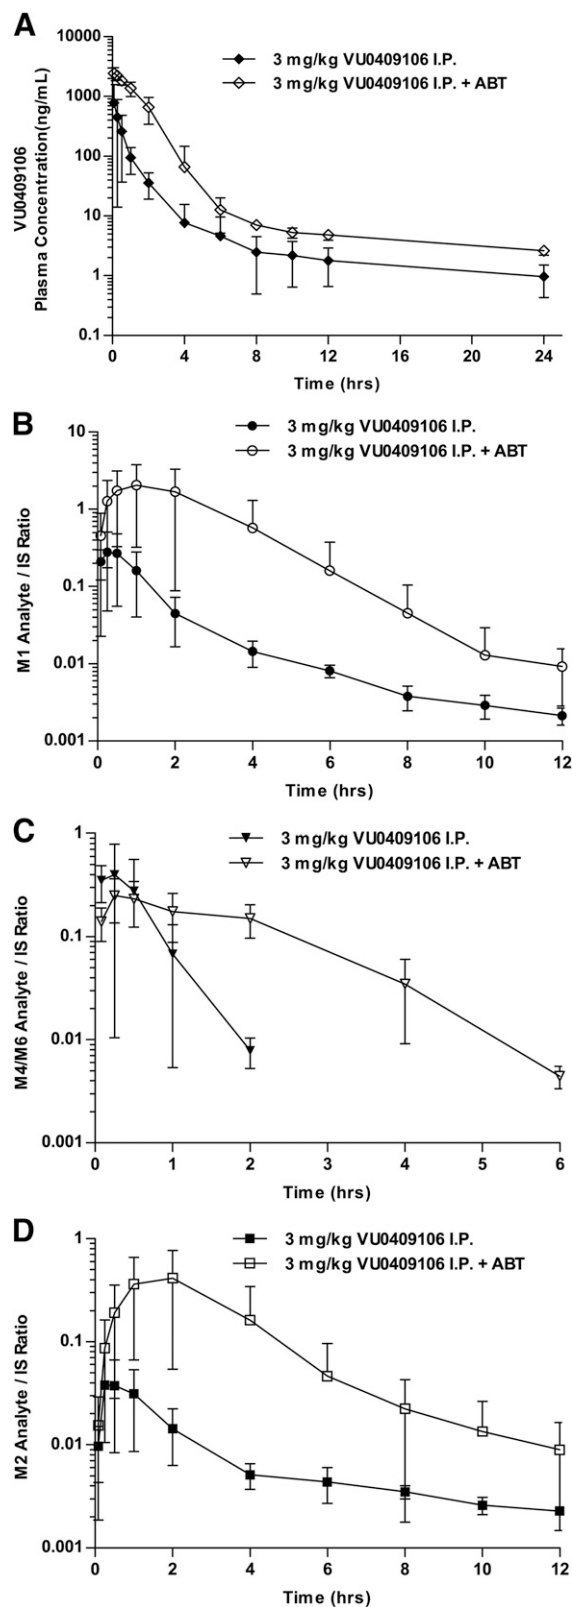 A
3 mg/kg VU0409106 I.P.
3 mg/kg VU0409106 I.P. + ABT
VU0409106
Plasma Concentration(ng/mL)
10000
1000
100
10
1
0.1
0 4 8 12 16 20 24
Time (hrs)
B
3 mg/kg VU0409106 I.P.
3 mg/kg VU0409106 I.P. + ABT
M1 Analyte / IS Ratio
10
1
0.1
0.01
0.001
0 2 4 6 8 10 12
Time (hrs)
C
3 mg/kg VU0409106 I.P.
3 mg/kg VU0409106 I.P. + ABT
M4/M6 Analyte / IS Ratio
1
0.1
0.01
0.001
0 1 2 3 4 5 6
Time (hrs)
D
3 mg/kg VU0409106 I.P.
3 mg/kg VU0409106 I.P. + ABT
M2 Analyte / IS Ratio
1
0.1
0.01
0.001
0 2 4 6 8 10 12
Time (hrs)